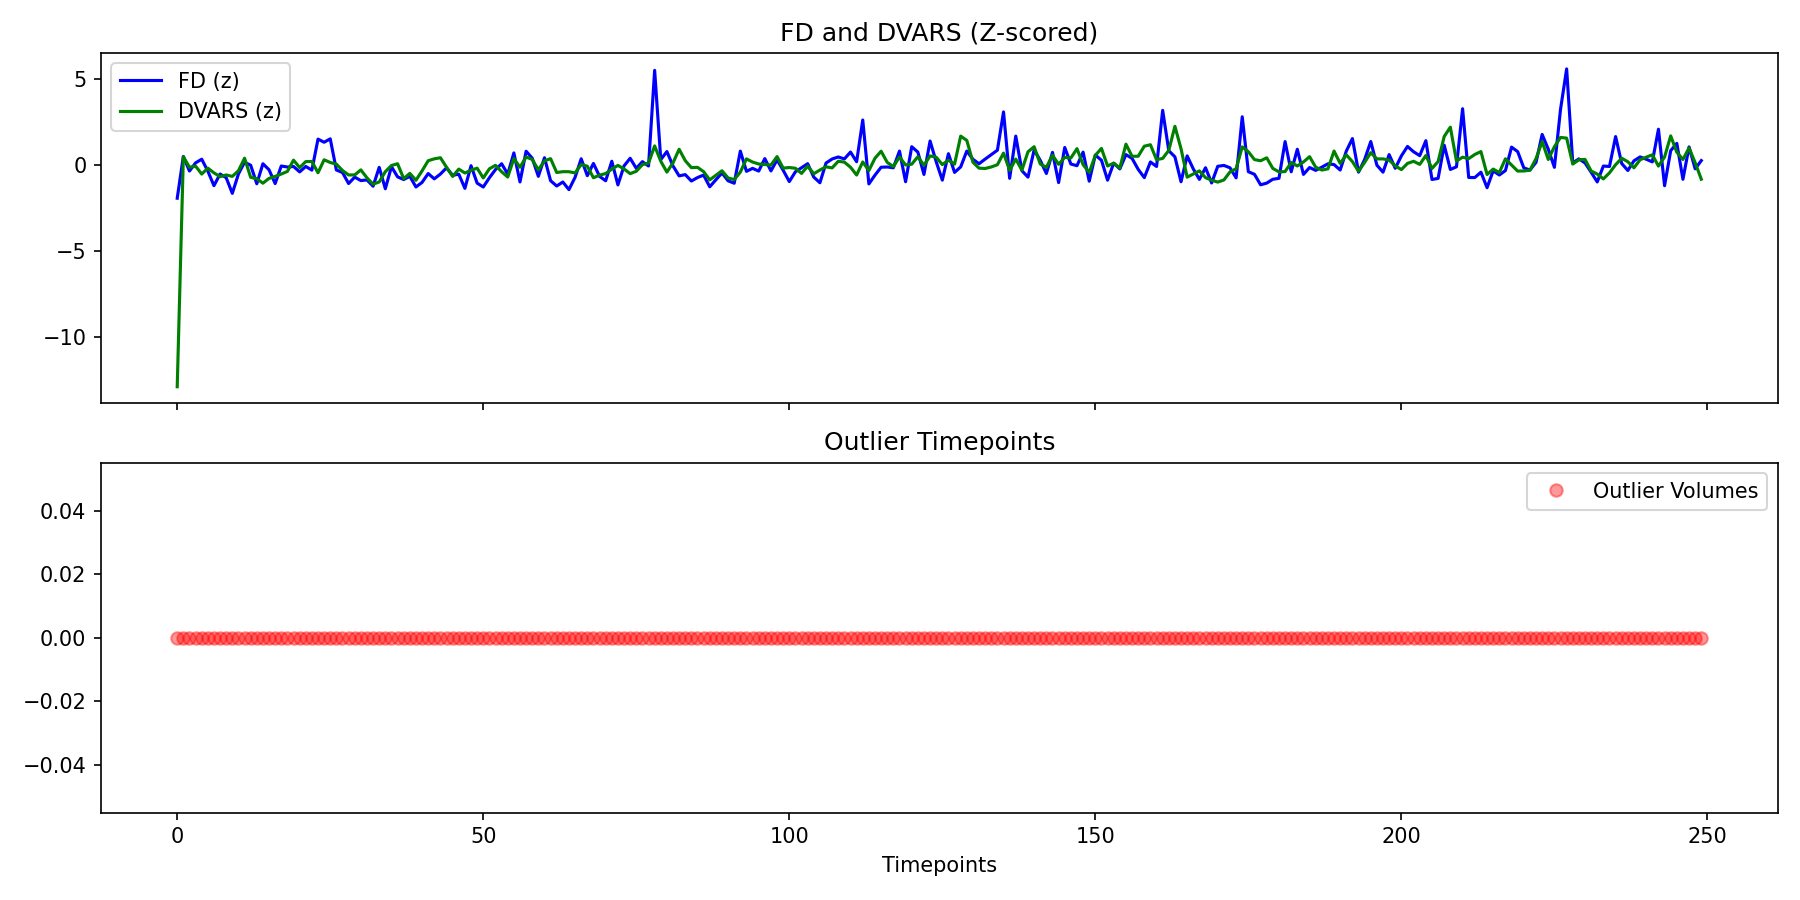 FD and DVARS (Z-scored)
FD (z)
DVARS (z)
5
0
−5
−10
Outlier Timepoints
Outlier Volumes
0.04
0.02
0.00
−0.02
−0.04
0 50 100 150 200 250
Timepoints